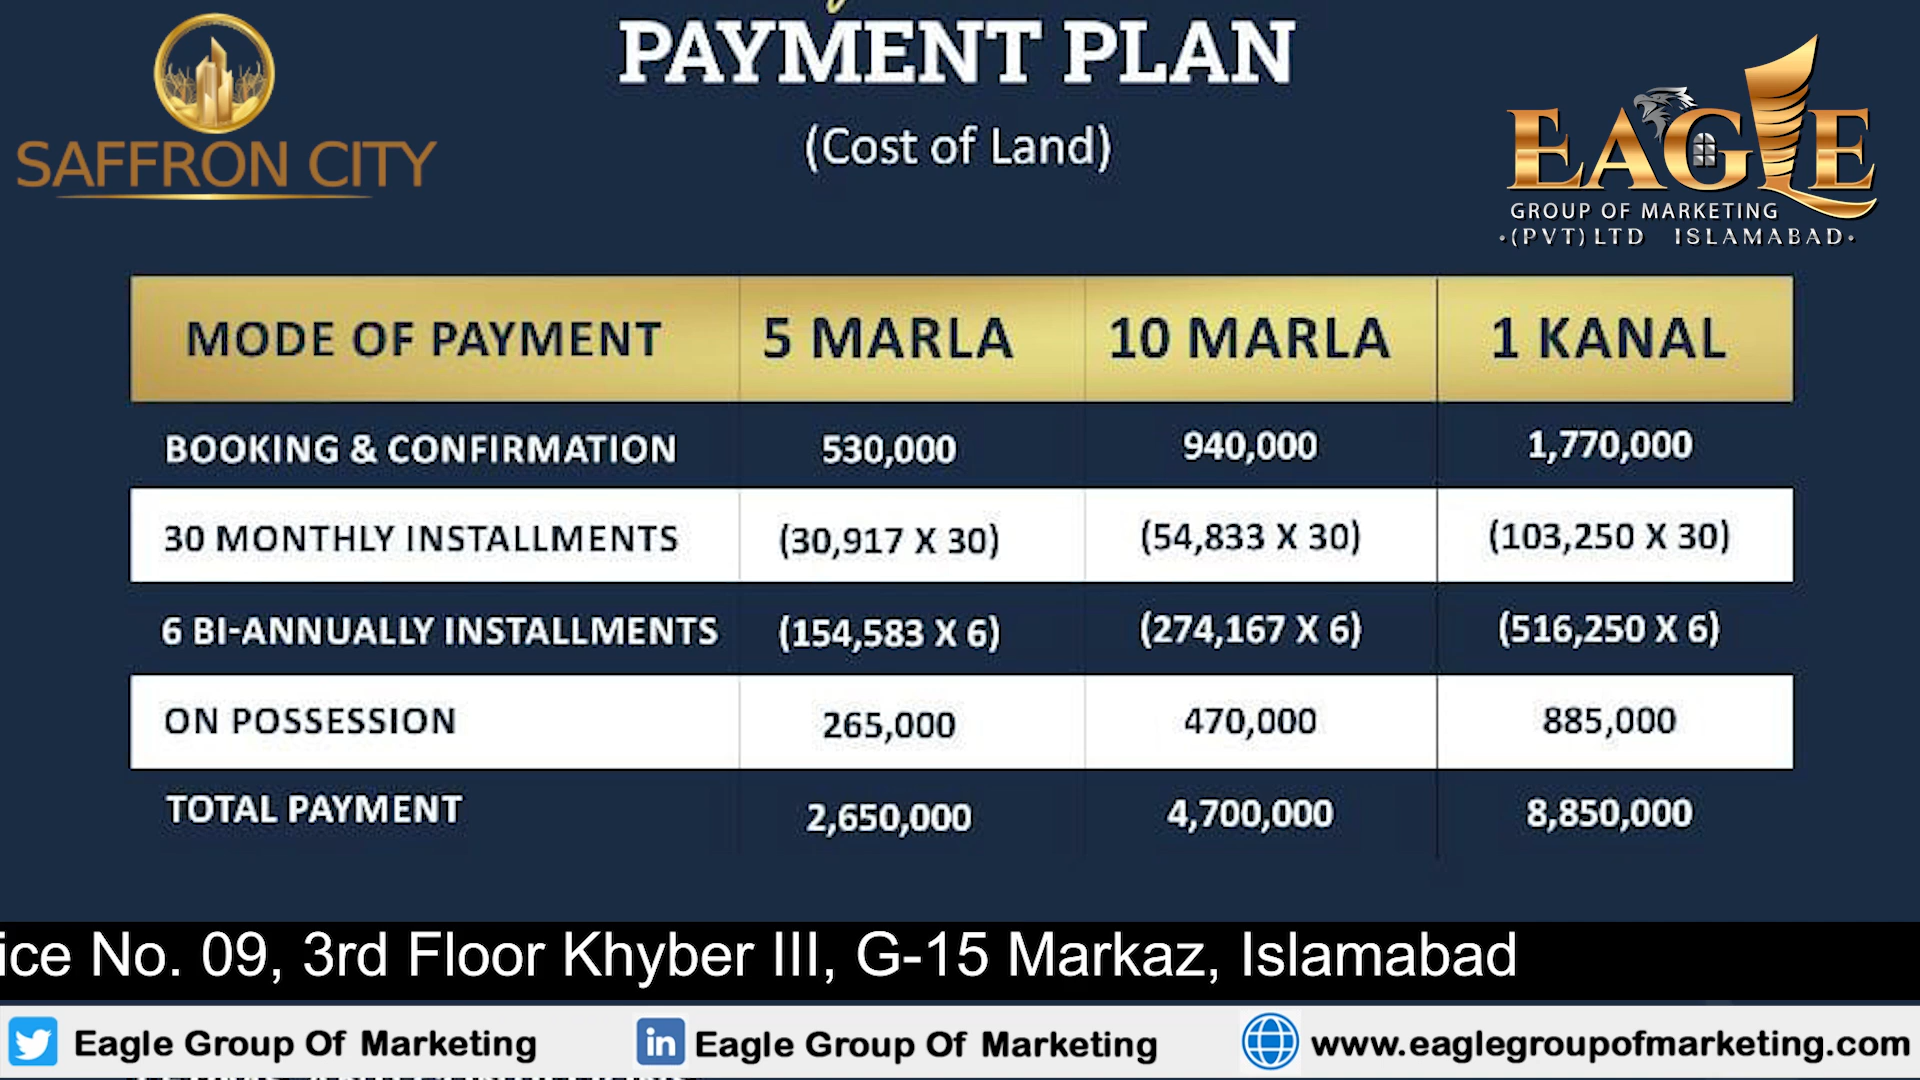 PAYMENT PLAN
(Cost of Land)
SAFFRON CITY
EAGLE
GROUP OF MARKETING
(PVT) LTD ISLAMABAD
MODE OF PAYMENT 5 MARLA 10 MARLA 1 KANAL
BOOKING & CONFIRMATION 530,000 940,000 1,770,000
30 MONTHLY INSTALLMENTS (30,917 X 30) (54,833 X 30) (103,250 X 30)
6 BI-ANNUALLY INSTALLMENTS (154,583 X 6) (274,167 X 6) (516,250 X 6)
ON POSSESSION 265,000 470,000 885,000
TOTAL PAYMENT 2,650,000 4,700,000 8,850,000
ice No. 09, 3rd Floor Khyber III, G-15 Markaz, Islamabad
Eagle Group Of Marketing in Eagle Group Of Marketing www.eaglegroupofmarketing.com